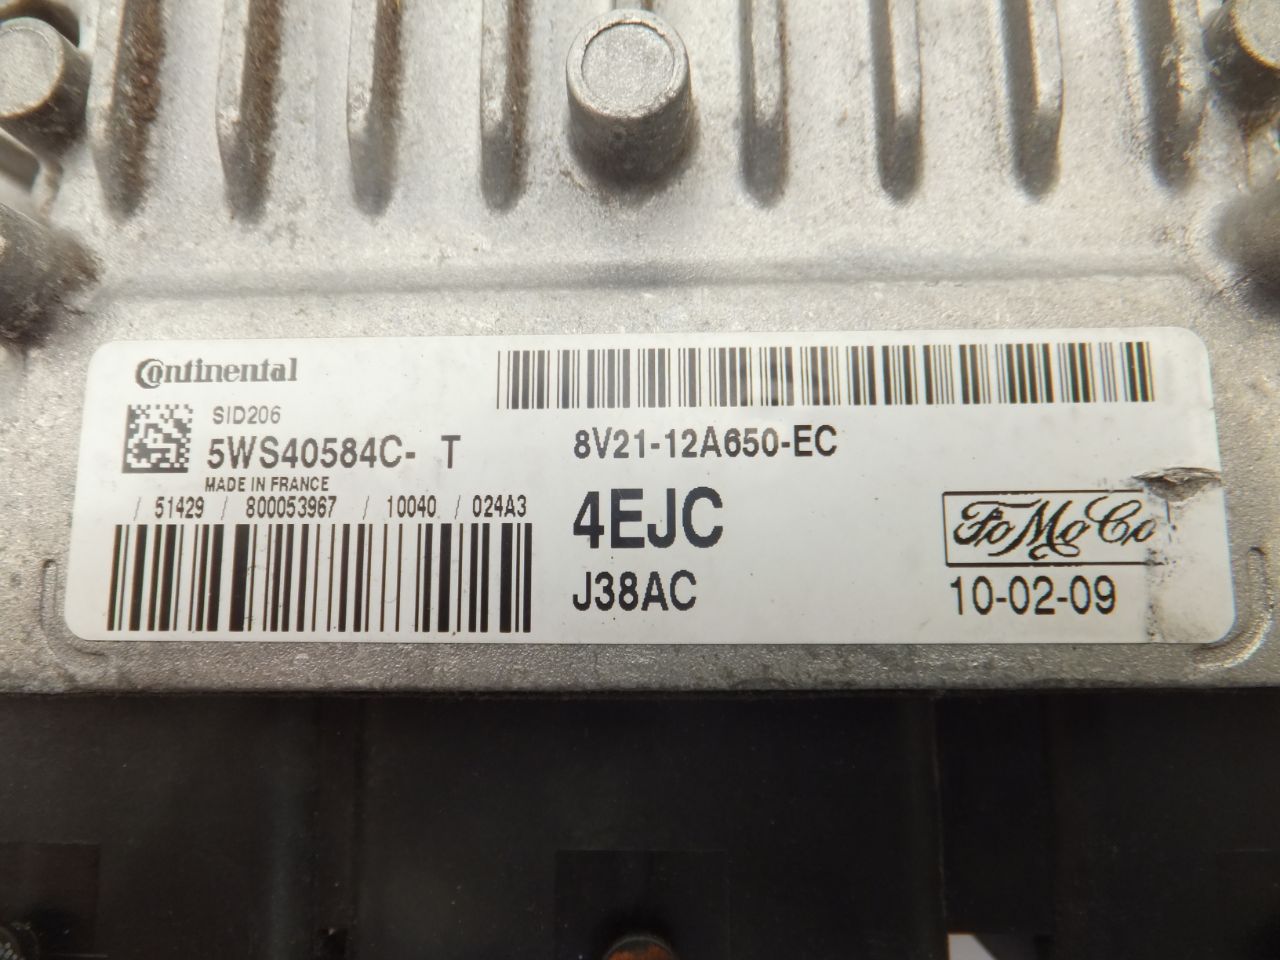 Continental
SID206
5WS40584C- T
MADE IN FRANCE
/ 51429 / 800053967 / 10040 / 024A3
8V21-12A650-EC
4EJC
J38AC
FoMoCo
10-02-09